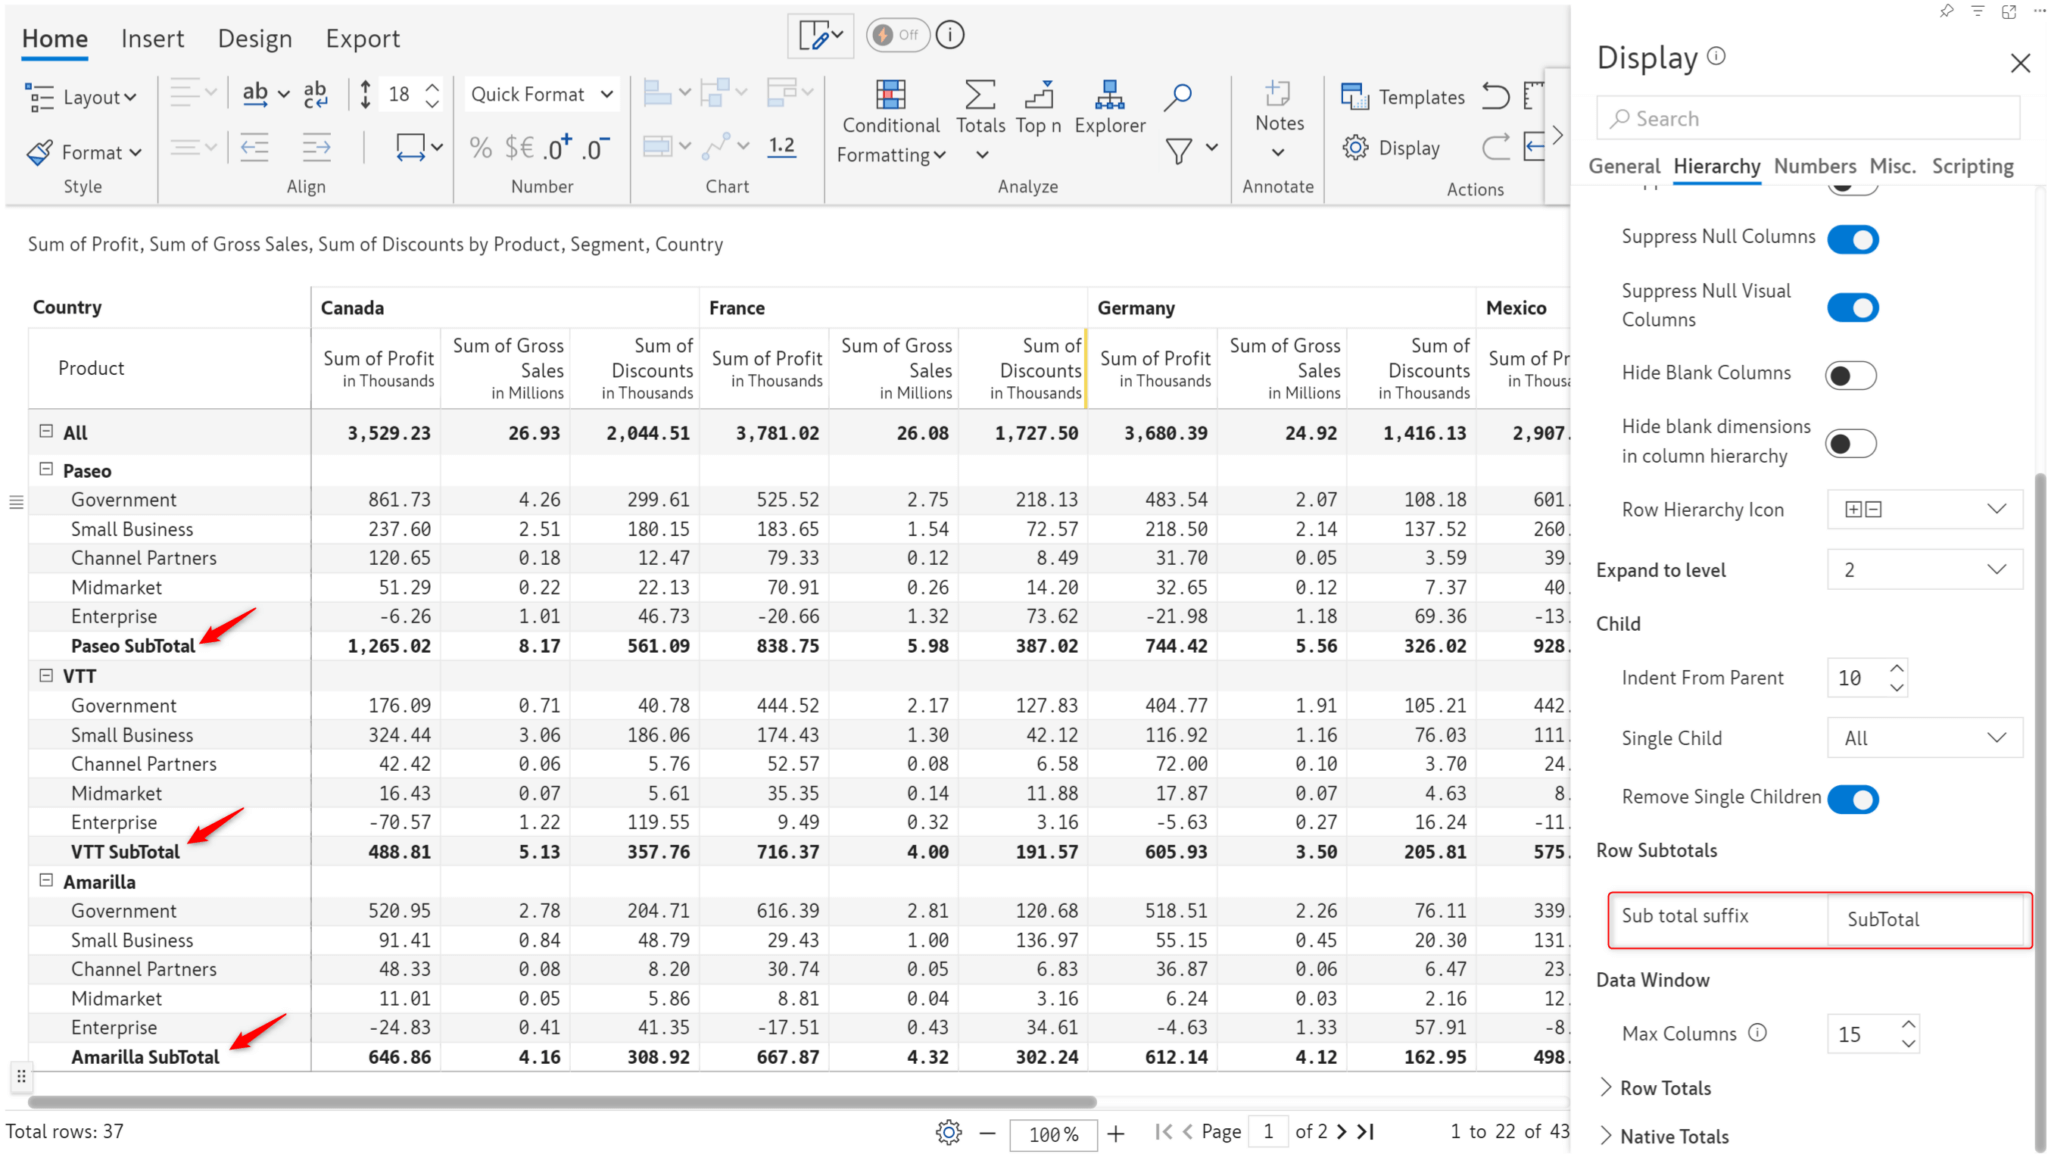 Home Insert Design Export
Off
Layout
ab
ab
18
Quick Format
Templates
Conditional Formatting
Totals
Top n
Explorer
Notes
Format
% $€ .0+ .0-
1.2
Display
Style
Align
Number
Chart
Analyze
Annotate
Actions
Sum of Profit, Sum of Gross Sales, Sum of Discounts by Product, Segment, Country
Country Canada France Germany Mexico
Product
Sum of Profit in Thousands
Sum of Gross Sales in Millions
Sum of Discounts in Thousands
Sum of Profit in Thousands
Sum of Gross Sales in Millions
Sum of Discounts in Thousands
Sum of Profit in Thousands
Sum of Gross Sales in Millions
Sum of Discounts in Thousands
Sum of Pr in Thousa
All 3,529.23 26.93 2,044.51 3,781.02 26.08 1,727.50 3,680.39 24.92 1,416.13 2,907.
Paseo
Government 861.73 4.26 299.61 525.52 2.75 218.13 483.54 2.07 108.18 601.
Small Business 237.60 2.51 180.15 183.65 1.54 72.57 218.50 2.14 137.52 260.
Channel Partners 120.65 0.18 12.47 79.33 0.12 8.49 31.70 0.05 3.59 39.
Midmarket 51.29 0.22 22.13 70.91 0.26 14.20 32.65 0.12 7.37 40.
Enterprise -6.26 1.01 46.73 -20.66 1.32 73.62 -21.98 1.18 69.36 -13.
Paseo SubTotal 1,265.02 8.17 561.09 838.75 5.98 387.02 744.42 5.56 326.02 928.
VTT
Government 176.09 0.71 40.78 444.52 2.17 127.83 404.77 1.91 105.21 442.
Small Business 324.44 3.06 186.06 174.43 1.30 42.12 116.92 1.16 76.03 111.
Channel Partners 42.42 0.06 5.76 52.57 0.08 6.58 72.00 0.10 3.70 24.
Midmarket 16.43 0.07 5.61 35.35 0.14 11.88 17.87 0.07 4.63 8.
Enterprise -70.57 1.22 119.55 9.49 0.32 3.16 -5.63 0.27 16.24 -11.
VTT SubTotal 488.81 5.13 357.76 716.37 4.00 191.57 605.93 3.50 205.81 575.
Amarilla
Government 520.95 2.78 204.71 616.39 2.81 120.68 518.51 2.26 76.11 339.
Small Business 91.41 0.84 48.79 29.43 1.00 136.97 55.15 0.45 20.30 131.
Channel Partners 48.33 0.08 8.20 30.74 0.05 6.83 36.87 0.06 6.47 23.
Midmarket 11.01 0.05 5.86 8.81 0.04 3.16 6.24 0.03 2.16 12.
Enterprise -24.83 0.41 41.35 -17.51 0.43 34.61 -4.63 1.33 57.91 -8.
Amarilla SubTotal 646.86 4.16 308.92 667.87 4.32 302.24 612.14 4.12 162.95 498.
Total rows: 37
100%
Page 1 of 2
1 to 22 of 43
Display
Search
General Hierarchy Numbers Misc. Scripting
Suppress Null Columns
Suppress Null Visual
Columns
Hide Blank Columns
Hide blank dimensions
in column hierarchy
Row Hierarchy Icon
Expand to level 2
Child
Indent From Parent 10
Single Child All
Remove Single Children
Row Subtotals
Sub total suffix SubTotal
Data Window
Max Columns 15
Row Totals
Native Totals